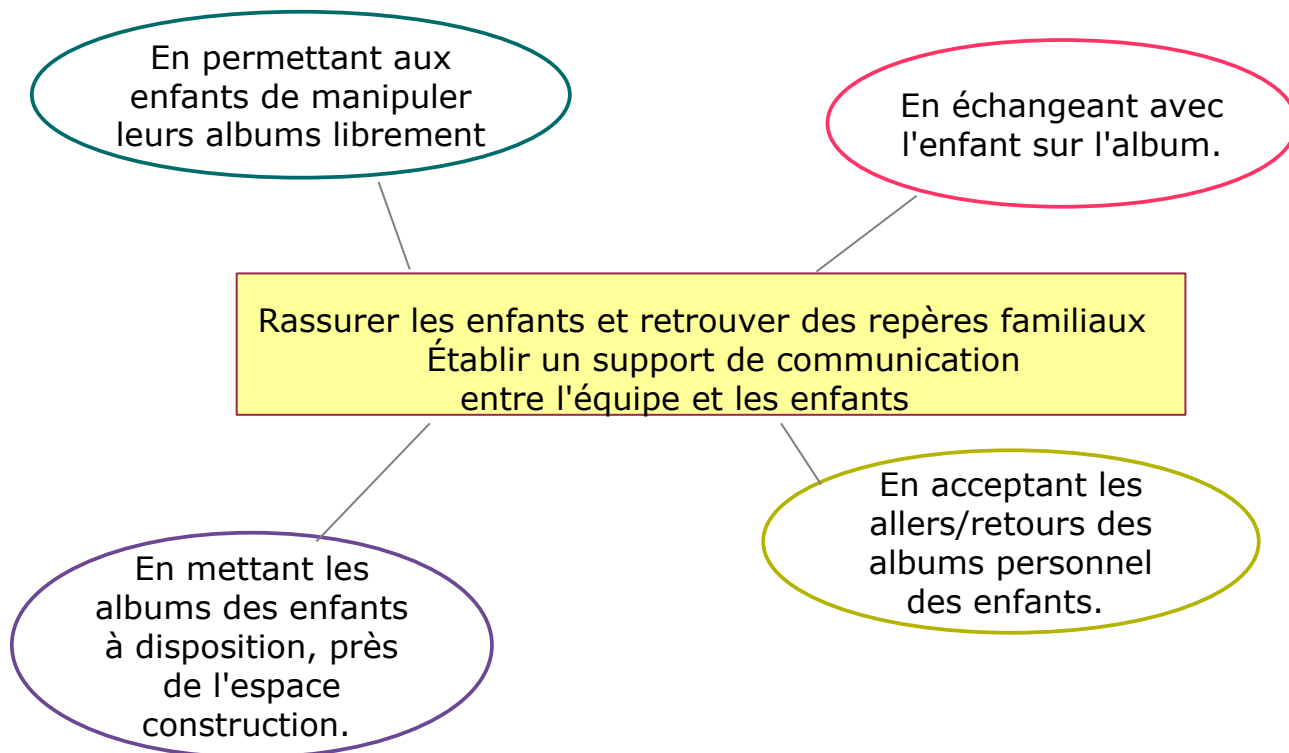 En permettant aux
enfants de manipuler
leurs albums librement
En échangeant avec
l'enfant sur l'album.
Rassurer les enfants et retrouver des repères familiaux
Établir un support de communication
entre l'équipe et les enfants
En mettant les
albums des enfants
à disposition, près
de l'espace
construction.
En acceptant les
allers/retours des
albums personnel
des enfants.